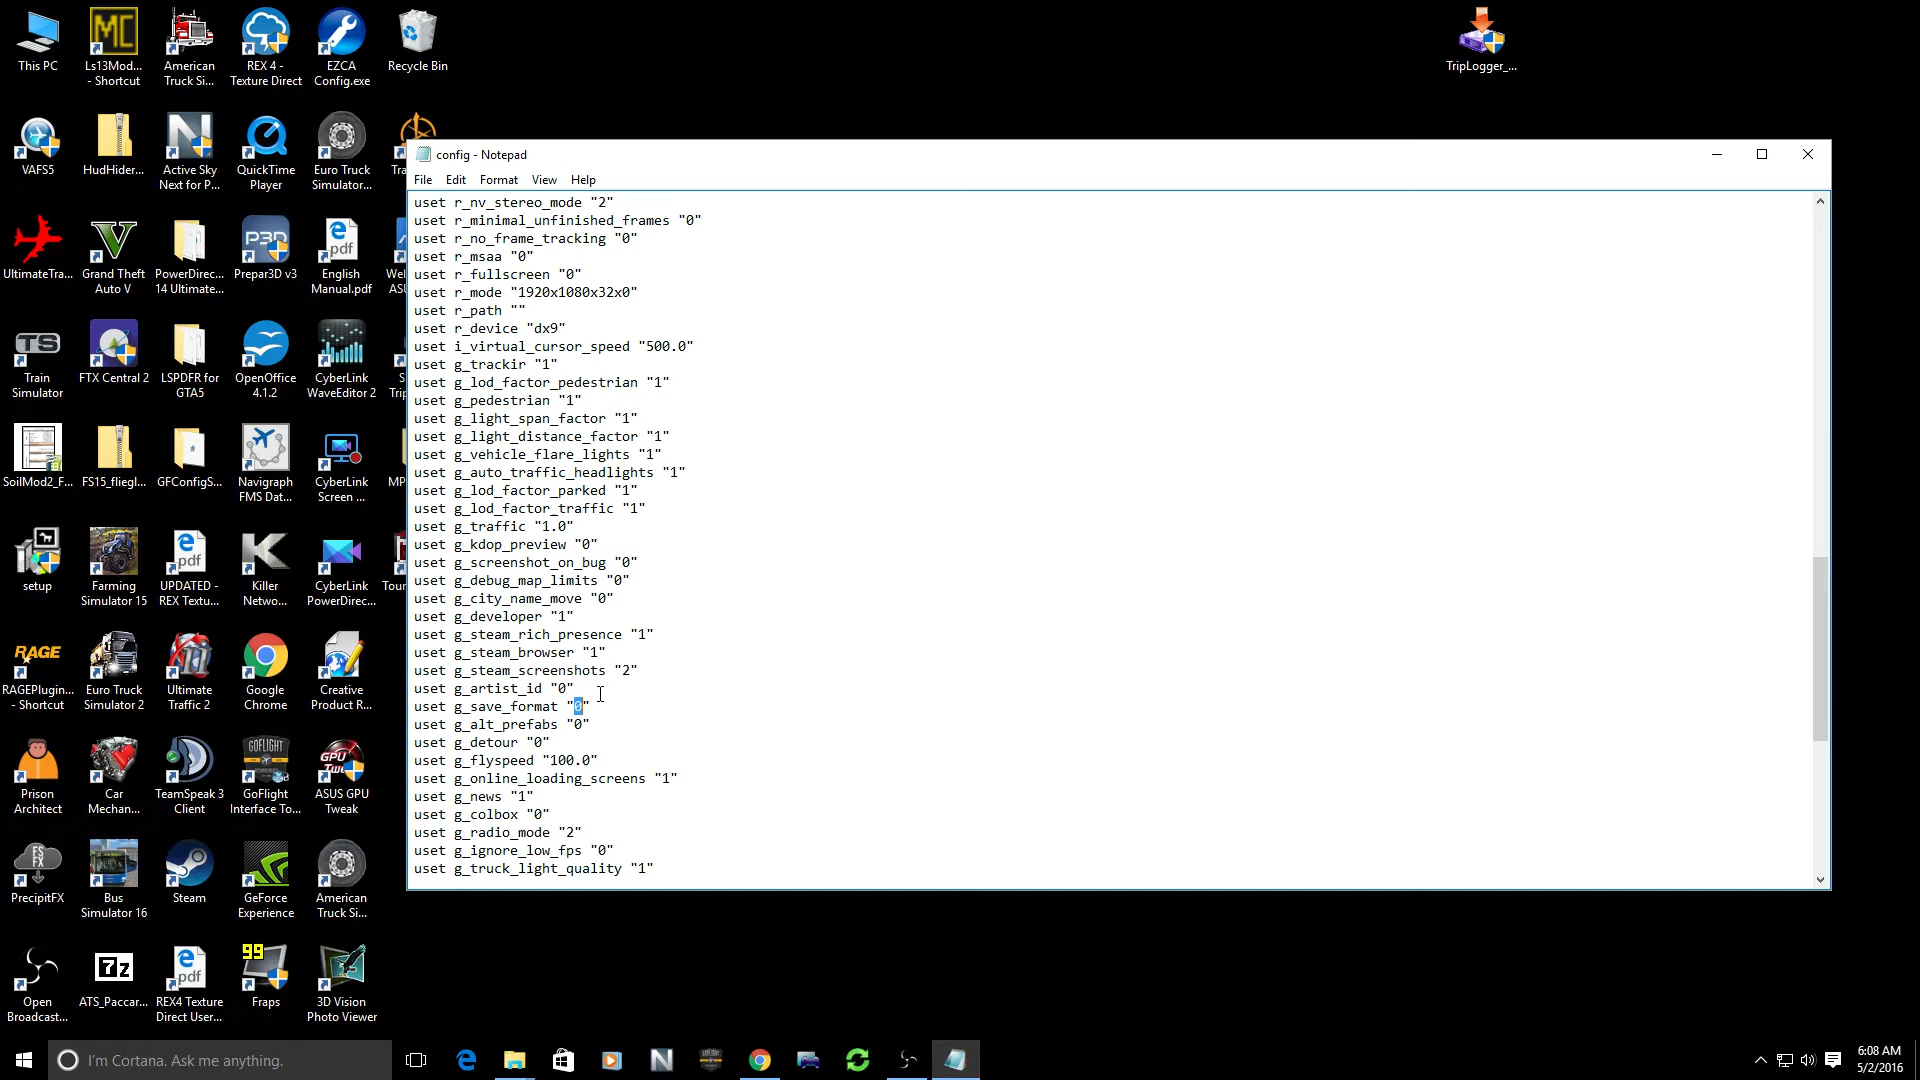 This PC
Ls13Mod...
- Shortcut
American
Truck Si...
REX 4 -
Texture Direct
EZCA
Config.exe
Recycle Bin
TripLogger_...
VAFS5
HudHider...
Active Sky
Next for P...
QuickTime
Player
Euro Truck
Simulator...
UltimateTra...
Grand Theft
Auto V
PowerDirec...
14 Ultimate...
Prepar3D v3
English
Manual.pdf
Train
Simulator
FTX Central 2
LSPDFR for
GTA5
OpenOffice
4.1.2
CyberLink
WaveEditor 2
SoilMod2_F...
FS15_fliegl...
GFConfigS...
Navigraph
FMS Dat...
CyberLink
Screen ...
setup
Farming
Simulator 15
UPDATED -
REX Textu...
Killer
Netwo...
CyberLink
PowerDirec...
RAGEPlugin...
- Shortcut
Euro Truck
Simulator 2
Ultimate
Traffic 2
Google
Chrome
Creative
Product R...
Prison
Architect
Car
Mechan...
TeamSpeak 3
Client
GoFlight
Interface To...
ASUS GPU
Tweak
PrecipitFX
Bus
Simulator 16
Steam
GeForce
Experience
American
Truck Si...
Open
Broadcast...
ATS_Paccar...
REX4 Texture
Direct User...
Fraps
3D Vision
Photo Viewer
config - Notepad
File Edit Format View Help
uset r_nv_stereo_mode "2"
uset r_minimal_unfinished_frames "0"
uset r_no_frame_tracking "0"
uset r_msaa "0"
uset r_fullscreen "0"
uset r_mode "1920x1080x32x0"
uset r_path ""
uset r_device "dx9"
uset i_virtual_cursor_speed "500.0"
uset g_trackir "1"
uset g_lod_factor_pedestrian "1"
uset g_pedestrian "1"
uset g_light_span_factor "1"
uset g_light_distance_factor "1"
uset g_vehicle_flare_lights "1"
uset g_auto_traffic_headlights "1"
uset g_lod_factor_parked "1"
uset g_lod_factor_traffic "1"
uset g_traffic "1.0"
uset g_kdop_preview "0"
uset g_screenshot_on_bug "0"
uset g_debug_map_limits "0"
uset g_city_name_move "0"
uset g_developer "1"
uset g_steam_rich_presence "1"
uset g_steam_browser "1"
uset g_steam_screenshots "2"
uset g_artist_id "0"
uset g_save_format "0"
uset g_alt_prefabs "0"
uset g_detour "0"
uset g_flyspeed "100.0"
uset g_online_loading_screens "1"
uset g_news "1"
uset g_colbox "0"
uset g_radio_mode "2"
uset g_ignore_low_fps "0"
uset g_truck_light_quality "1"
I'm Cortana. Ask me anything.
6:08 AM
5/2/2016